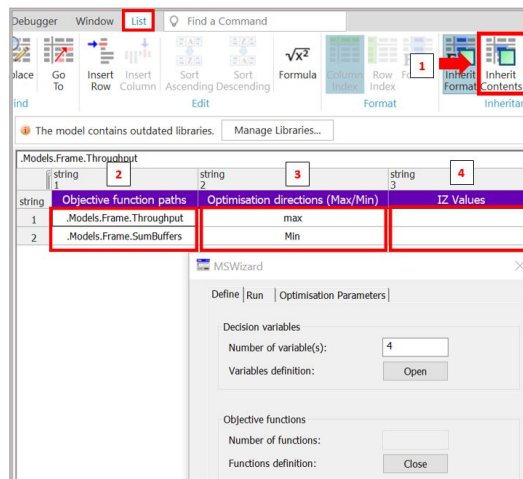 Debugger Window List Find a Command
place Go To Insert Row Insert Column Sort Ascending Sort Descending Formula Column Index Row Index 1 Inherit Format Inherit Contents
Edit Format
The model contains outdated libraries. Manage Libraries...
.Models.Frame.Throughput
string 1 2 string 2 3 string 3 4
string Objective function paths Optimisation directions (Max/Min) IZ Values
1 .Models.Frame.Throughput max
2 .Models.Frame.SumBuffers Min
MSWizard
Define Run Optimisation Parameters
Decision variables
Number of variable(s): 4
Variables definition: Open
Objective functions
Number of functions:
Functions definition: Close